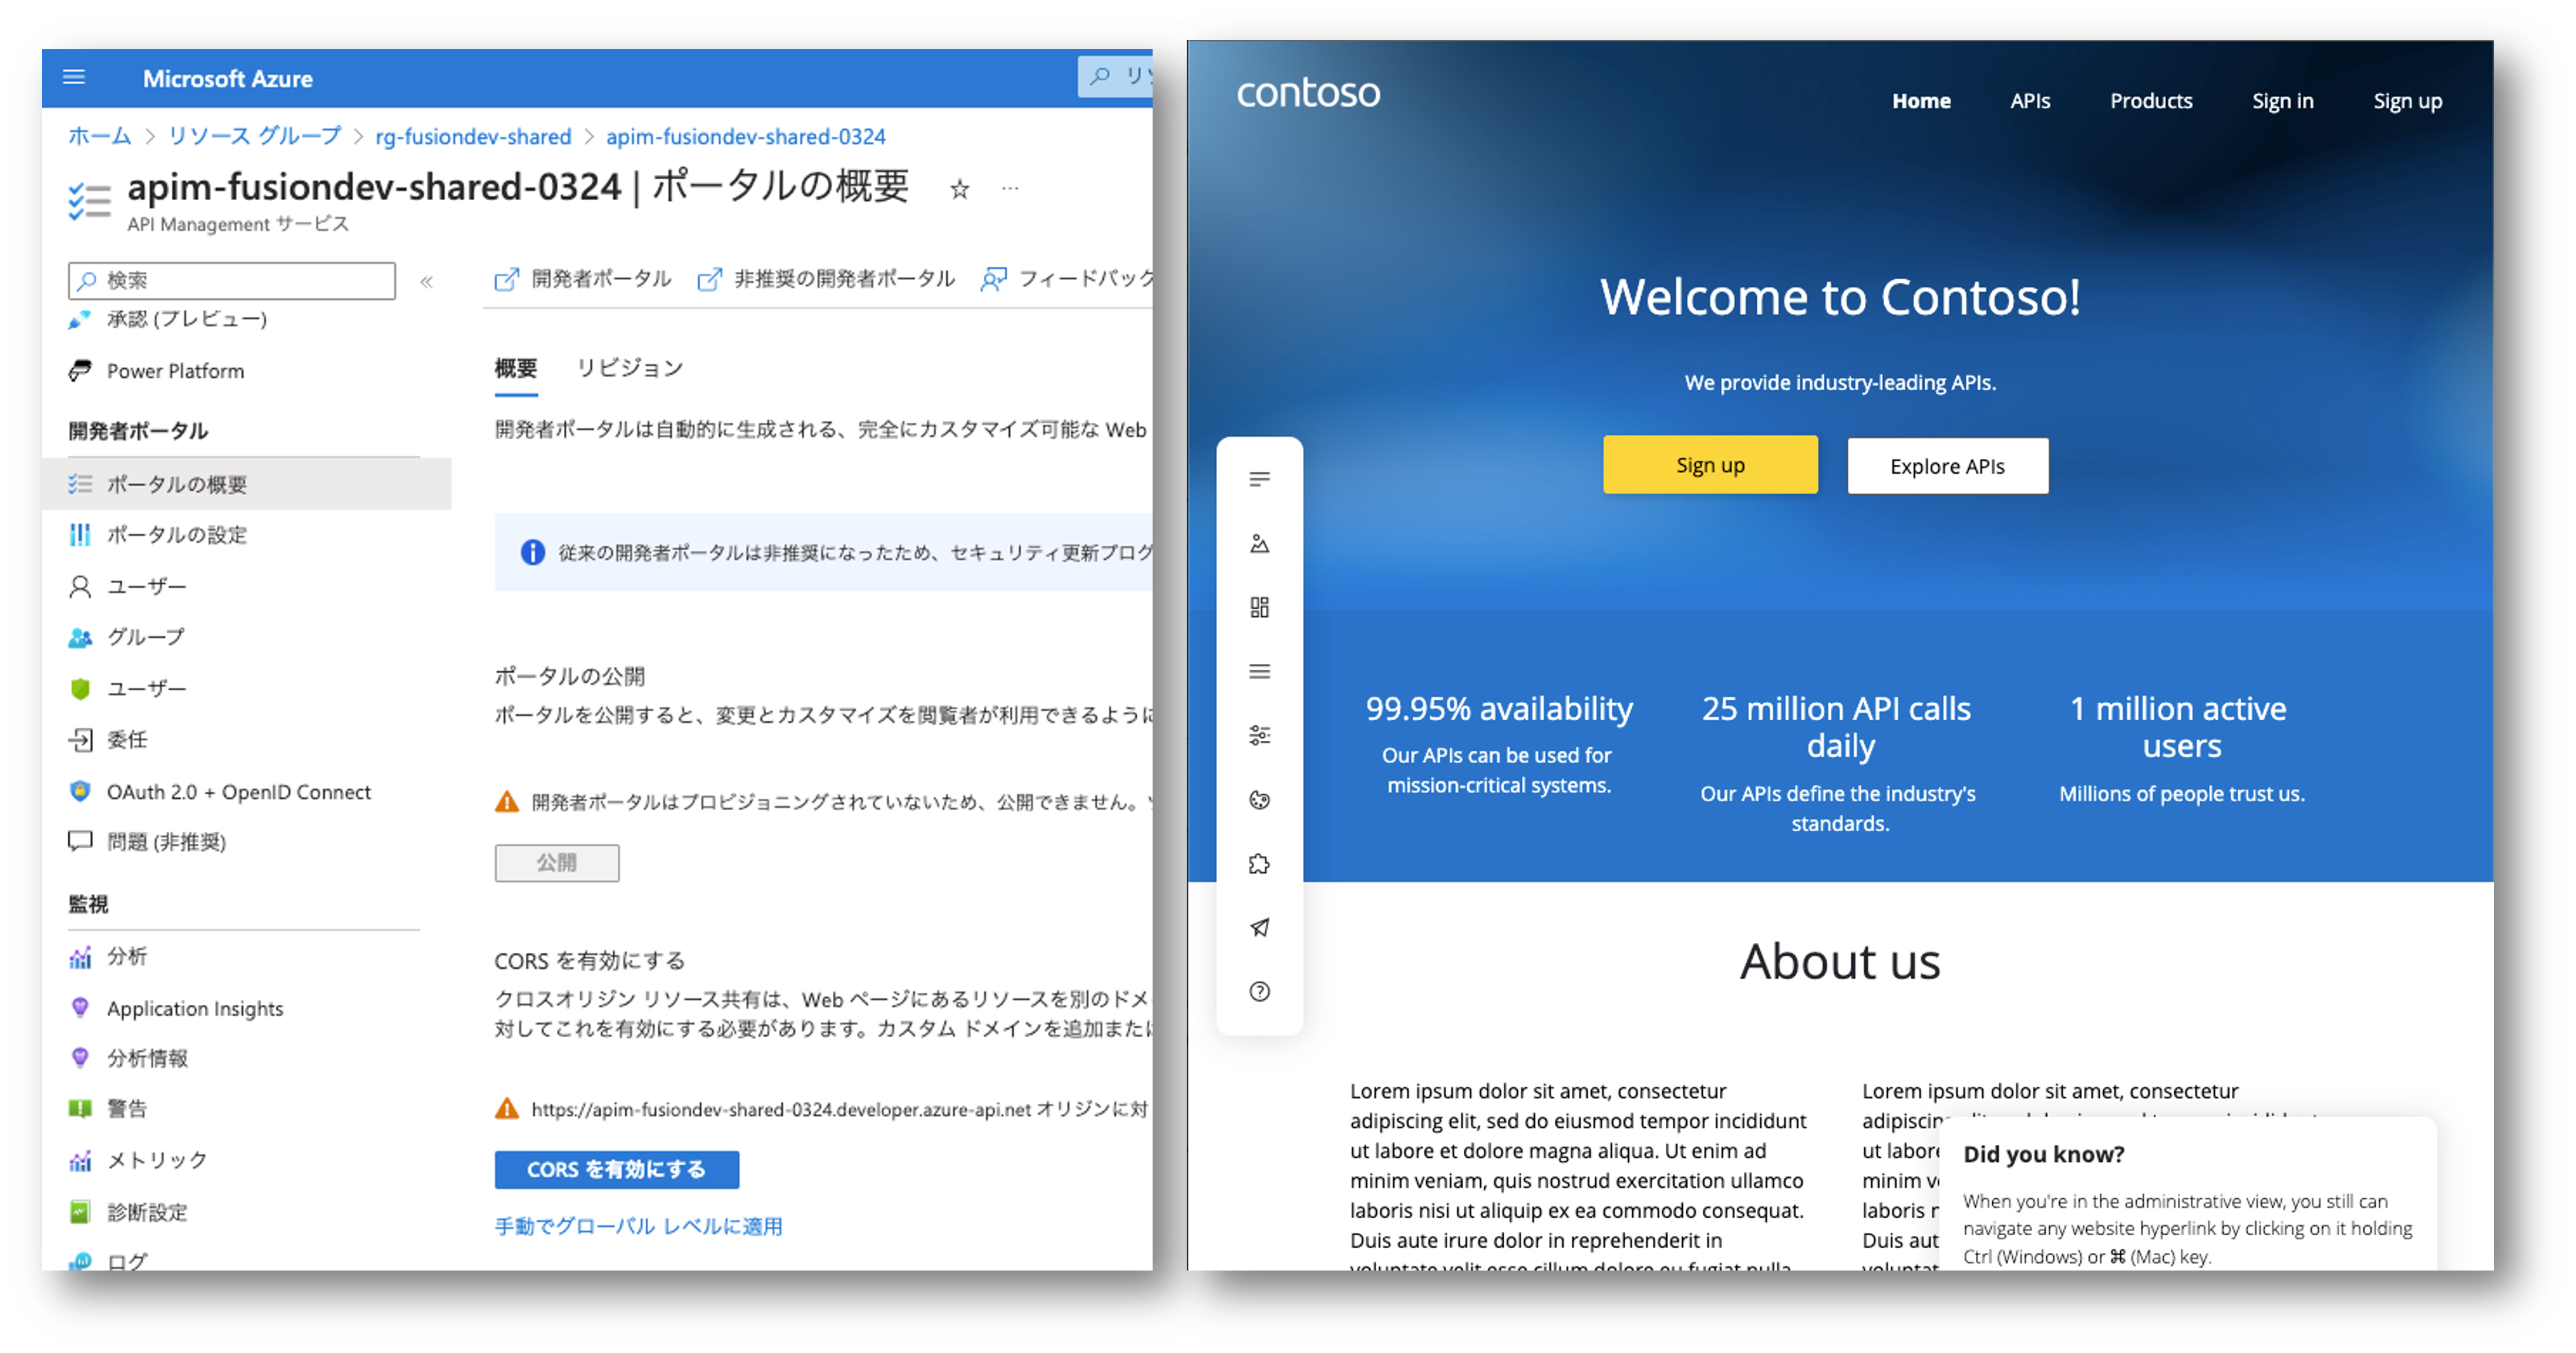 Microsoft Azure
ホーム > リソース グループ > rg-fusiondev-shared > apim-fusiondev-shared-0324
apim-fusiondev-shared-0324 | ポータルの概要
API Management サービス
検索
承認 (プレビュー)
Power Platform
開発者ポータル
ポータルの概要
ポータルの設定
ユーザー
グループ
ユーザー
委任
OAuth 2.0 + OpenID Connect
問題 (非推奨)
監視
分析
Application Insights
分析情報
警告
メトリック
診断設定
ログ
開発者ポータル 非推奨の開発者ポータル フィードバック
概要 リビジョン
開発者ポータルは自動的に生成される、完全にカスタマイズ可能な Web
従来の開発者ポータルは非推奨になったため、セキュリティ更新プログ
ポータルの公開
ポータルを公開すると、変更とカスタマイズを閲覧者が利用できるように
開発者ポータルはプロビジョニングされていないため、公開できません。
公開
CORS を有効にする
クロスオリジン リソース共有は、Web ページにあるリソースを別のドメ
対してこれを有効にする必要があります。カスタム ドメインを追加または
https://apim-fusiondev-shared-0324.developer.azure-api.net オリジンに対
CORS を有効にする
手動でグローバル レベルに適用
contoso
Home APIs Products Sign in Sign up
Welcome to Contoso!
We provide industry-leading APIs.
Sign up Explore APIs
99.95% availability
Our APIs can be used for
mission-critical systems.
25 million API calls
daily
Our APIs define the industry's
standards.
1 million active
users
Millions of people trust us.
About us
Lorem ipsum dolor sit amet, consectetur
adipiscing elit, sed do eiusmod tempor incididunt
ut labore et dolore magna aliqua. Ut enim ad
minim veniam, quis nostrud exercitation ullamco
laboris nisi ut aliquip ex ea commodo consequat.
Duis aute irure dolor in reprehenderit in
voluptate velit esse cillum dolore eu fugiat nulla
Lorem ipsum dolor sit amet, consectetur
ut labore
minim
laboris
Duis aut
Did you know?
When you're in the administrative view, you still can
navigate any website hyperlink by clicking on it holding
Ctrl (Windows) or ⌘ (Mac) key.